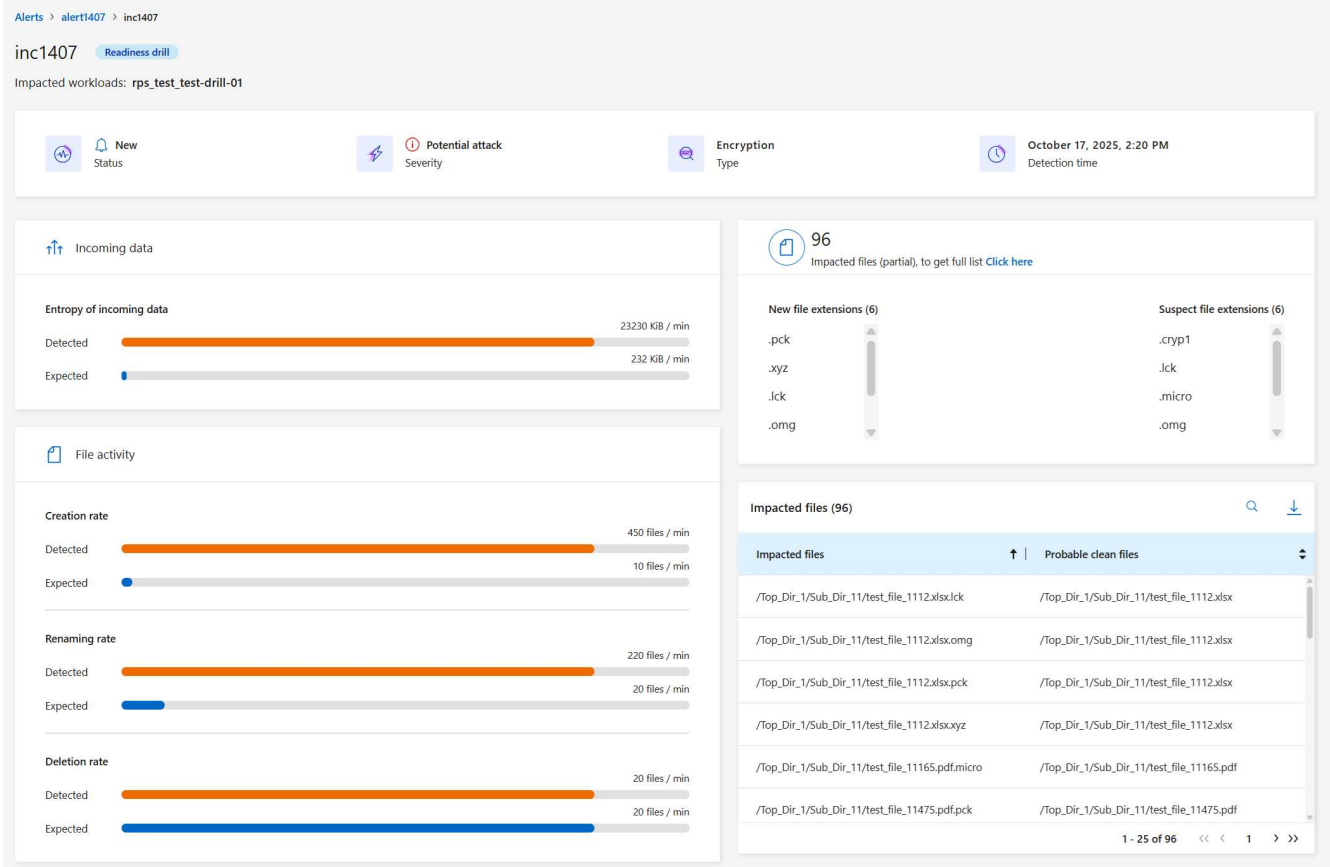 Alerts > alert1407 > inc1407
inc1407 Readiness drill
Impacted workloads: rps_test_test-drill-01
New
Status
Potential attack
Severity
Encryption
Type
October 17, 2025, 2:20 PM
Detection time
Incoming data
Entropy of incoming data
23230 KiB / min
Detected
232 KiB / min
Expected
File activity
Creation rate
450 files / min
Detected
10 files / min
Expected
Renaming rate
220 files / min
Detected
20 files / min
Expected
Deletion rate
20 files / min
Detected
20 files / min
Expected
96
Impacted files (partial), to get full list Click here
New file extensions (6)
.pck
.xyz
.lck
.omg
Suspect file extensions (6)
.cryp1
.lck
.micro
.omg
Impacted files (96)
Impacted files Probable clean files
/Top_Dir_1/Sub_Dir_11/test_file_1112.xlsx.lck /Top_Dir_1/Sub_Dir_11/test_file_1112.xlsx
/Top_Dir_1/Sub_Dir_11/test_file_1112.xlsx.omg /Top_Dir_1/Sub_Dir_11/test_file_1112.xlsx
/Top_Dir_1/Sub_Dir_11/test_file_1112.xlsx.pck /Top_Dir_1/Sub_Dir_11/test_file_1112.xlsx
/Top_Dir_1/Sub_Dir_11/test_file_1112.xlsx.xyz /Top_Dir_1/Sub_Dir_11/test_file_1112.xlsx
/Top_Dir_1/Sub_Dir_11/test_file_11165.pdf.micro /Top_Dir_1/Sub_Dir_11/test_file_11165.pdf
/Top_Dir_1/Sub_Dir_11/test_file_11475.pdf.pck /Top_Dir_1/Sub_Dir_11/test_file_11475.pdf
1 - 25 of 96 << < 1 > >>